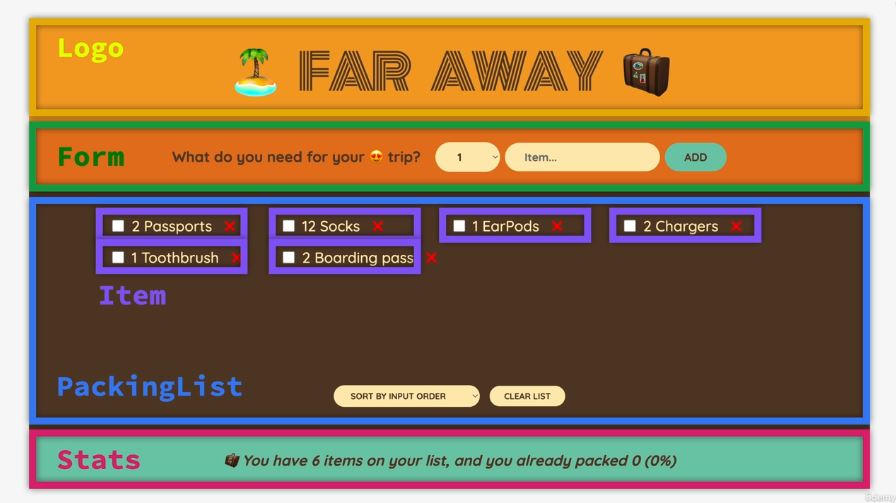 Logo
🏝️ FAR AWAY 🧳
Form
What do you need for your 😍 trip?
1
Item...
ADD
2 Passports ❌
12 Socks ❌
1 EarPods ❌
2 Chargers ❌
1 Toothbrush ❌
2 Boarding pass ❌
Item
PackingList
SORT BY INPUT ORDER
CLEAR LIST
Stats
🧳 You have 6 items on your list, and you already packed 0 (0%)